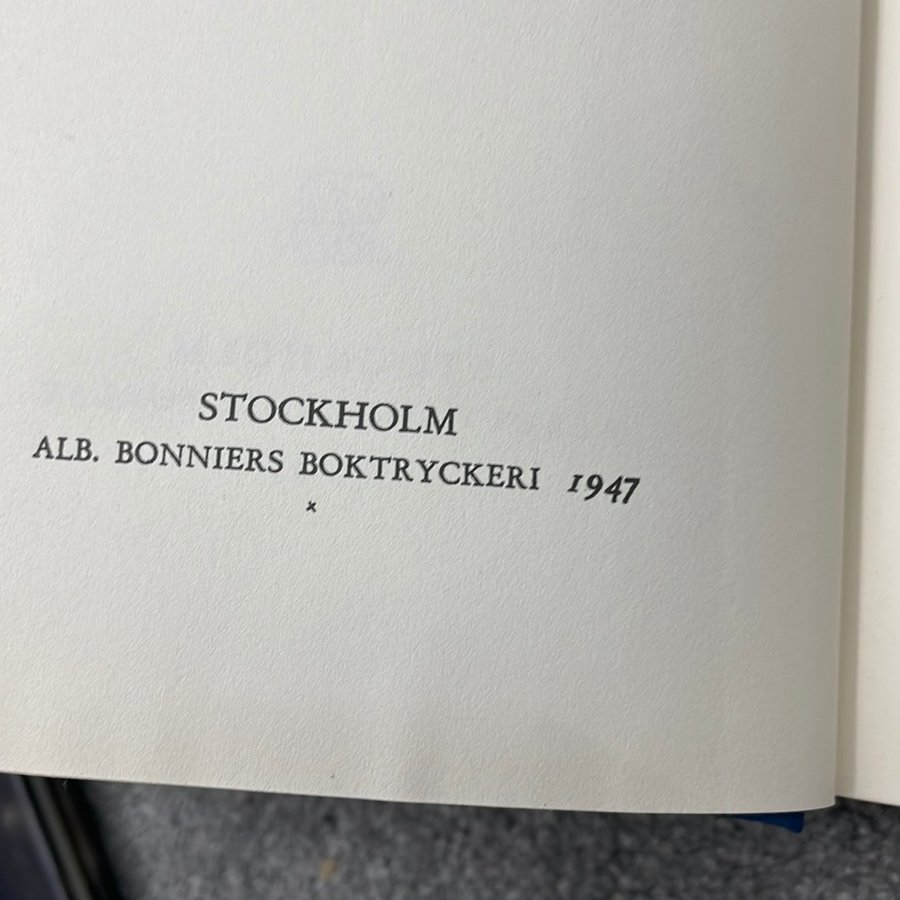 STOCKHOLM
ALB. BONNIERS BOKTRYCKERI 1947
×